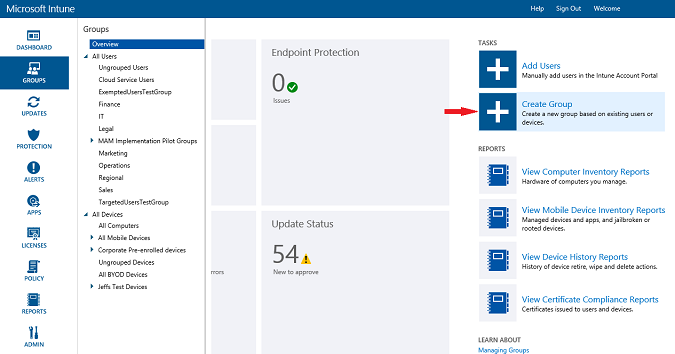 Microsoft Intune
Help Sign Out Welcome
DASHBOARD
GROUPS
UPDATES
PROTECTION
ALERTS
APPS
LICENSES
POLICY
REPORTS
ADMIN
Groups
Overview
All Users
Ungrouped Users
Cloud Service Users
ExemptedUsersTestGroup
Finance
IT
Legal
MAM Implementation Pilot Groups
Marketing
Operations
Regional
Sales
TargetedUsersTestGroup
All Devices
All Computers
All Mobile Devices
Corporate Pre-enrolled devices
Ungrouped Devices
All BYOD Devices
Jeffs Test Devices
rrors
Endpoint Protection
0
Issues
Update Status
54
New to approve
TASKS
Add Users
Manually add users in the Intune Account Portal
Create Group
Create a new group based on existing users or
devices.
REPORTS
View Computer Inventory Reports
Hardware of computers you manage.
View Mobile Device Inventory Reports
Managed devices and apps, and jailbroken or
rooted devices.
View Device History Reports
History of device retire, wipe and delete actions.
View Certificate Compliance Reports
Certificates issued to users and devices.
LEARN ABOUT
Managing Groups